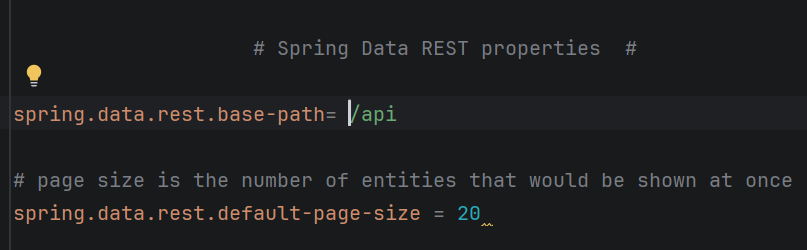 # Spring Data REST properties  #
spring.data.rest.base-path= /api
# page size is the number of entities that would be shown at once
spring.data.rest.default-page-size = 20